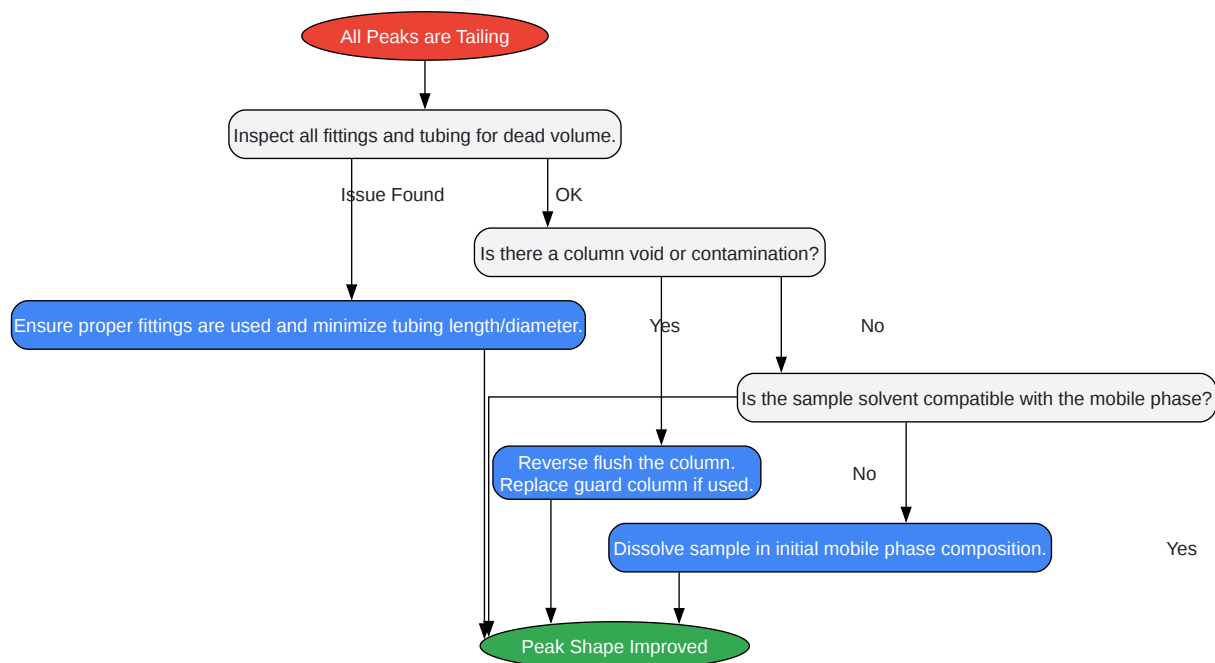 All Peaks are Tailing
Inspect all fittings and tubing for dead volume.
Issue Found
OK
Is there a column void or contamination?
Ensure proper fittings are used and minimize tubing length/diameter.
Yes
No
Is the sample solvent compatible with the mobile phase?
Reverse flush the column.
Replace guard column if used.
No
Dissolve sample in initial mobile phase composition.
Yes
Peak Shape Improved